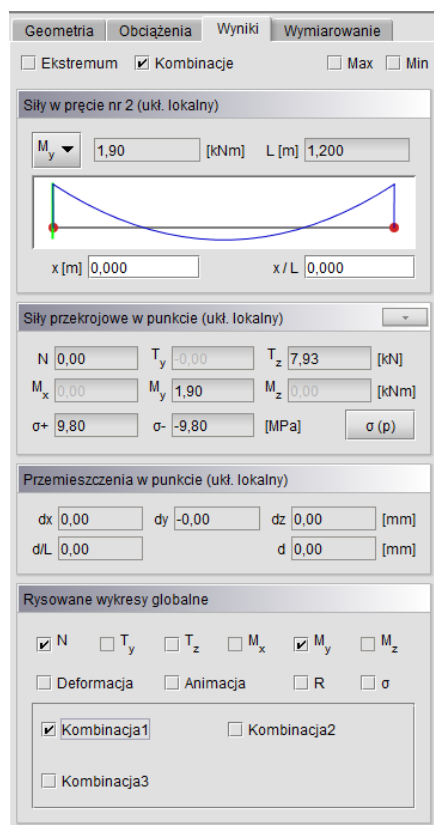 Geometria Obciążenia Wyniki Wymiarowanie
Ekstremum Kombinacje Max Min
Siły w pręcie nr 2 (ukł. lokalny)
My 1,90 [kNm] L [m] 1,200
x [m] 0,000 x / L 0,000
Siły przekrojowe w punkcie (ukł. lokalny)
N 0,00 Ty -0,00 Tz 7,93 [kN]
Mx 0,00 My 1,90 Mz 0,00 [kNm]
σ+ 9,80 σ- -9,80 [MPa] σ (p)
Przemieszczenia w punkcie (ukł. lokalny)
dx 0,00 dy -0,00 dz 0,00 [mm]
d/L 0,00 d 0,00 [mm]
Rysowane wykresy globalne
N Ty Tz Mx My Mz
Deformacja Animacja R σ
Kombinacja1 Kombinacja2
Kombinacja3